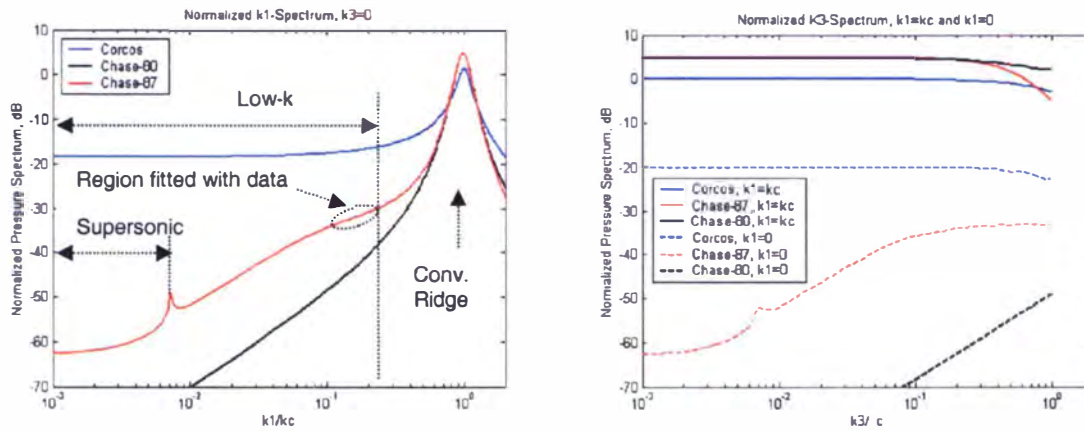 Normalized k1-Spectrum, k3=0
Normalized Pressure Spectrum, dB
0
-10
-20
-30
-40
-50
-60
-70
Corcos
Chase-80
Chase-87
Low-k
Region fitted with data
Supersonic
Conv.
Ridge
10^-3
10^-2
10^-1
10^0
k1/kc
Normalized K3-Spectrum, k1=kc and k1=0
Normalized Pressure Spectrum, dB
10
0
-10
-20
-30
-40
-50
-60
-70
Corcos, k*=kc
Chase-87, k1=kc
Chase-80, k1=kc
Corcos, k1=0
Chase-87, k1=0
Chase-80, k1=0
10^-3
10^-2
10^-1
10^0
k3/ c